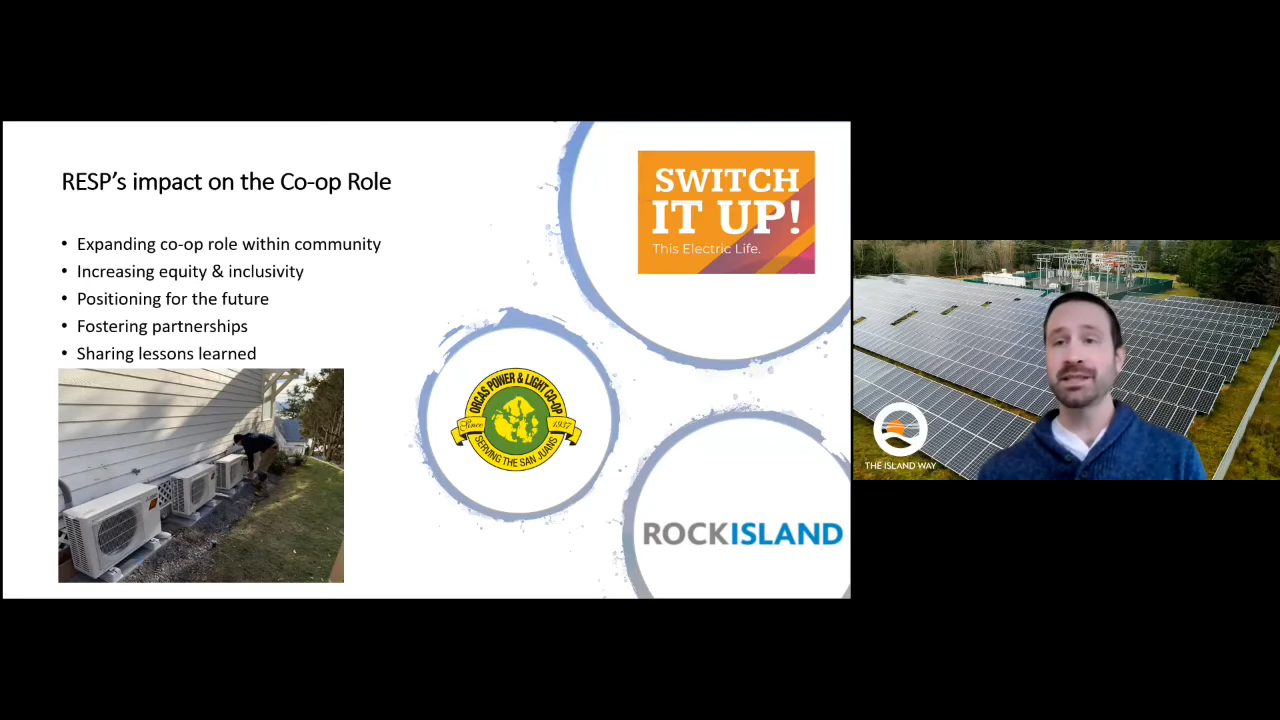 RESP's impact on the Co-op Role
• Expanding co-op role within community
• Increasing equity & inclusivity
• Positioning for the future
• Fostering partnerships
• Sharing lessons learned
SWITCH
IT UP!
This Electric Life.
ORCAS POWER & LIGHT CO-OP
Since 1937
SERVING THE SAN JUANS
ROCKISLAND
THE ISLAND WAY